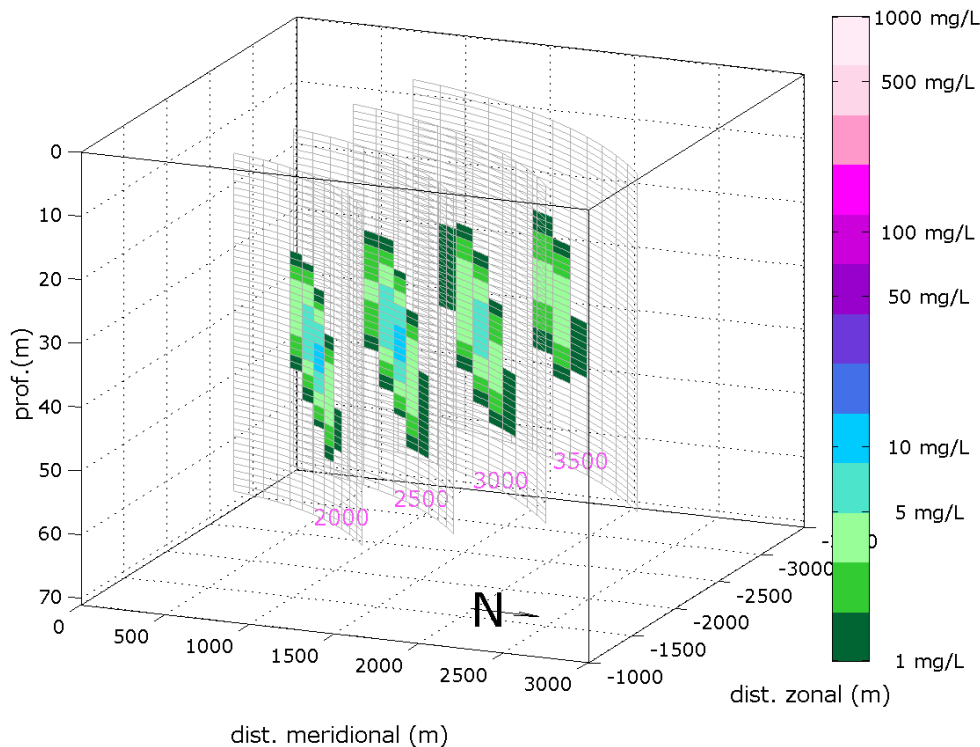 1000 mg/L
500 mg/L
100 mg/L
50 mg/L
10 mg/L
5 mg/L
1 mg/L
0
10
20
30
40
50
60
70
prof.(m)
2000
2500
3000
3500
N
0
500
1000
1500
2000
2500
3000
dist. meridional (m)
-3000
-2500
-2000
-1500
-1000
dist. zonal (m)